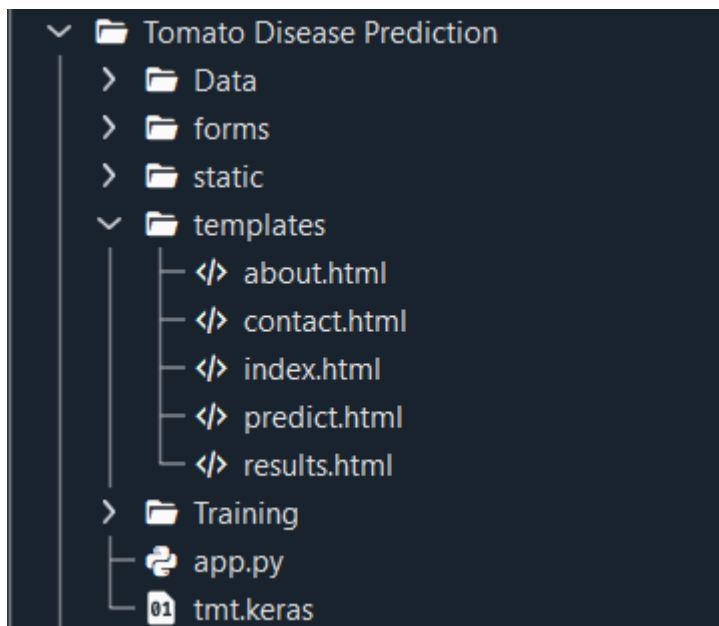 Tomato Disease Prediction
Data
forms
static
templates
</> about.html
</> contact.html
</> index.html
</> predict.html
</> results.html
Training
app.py
01 tmt.keras